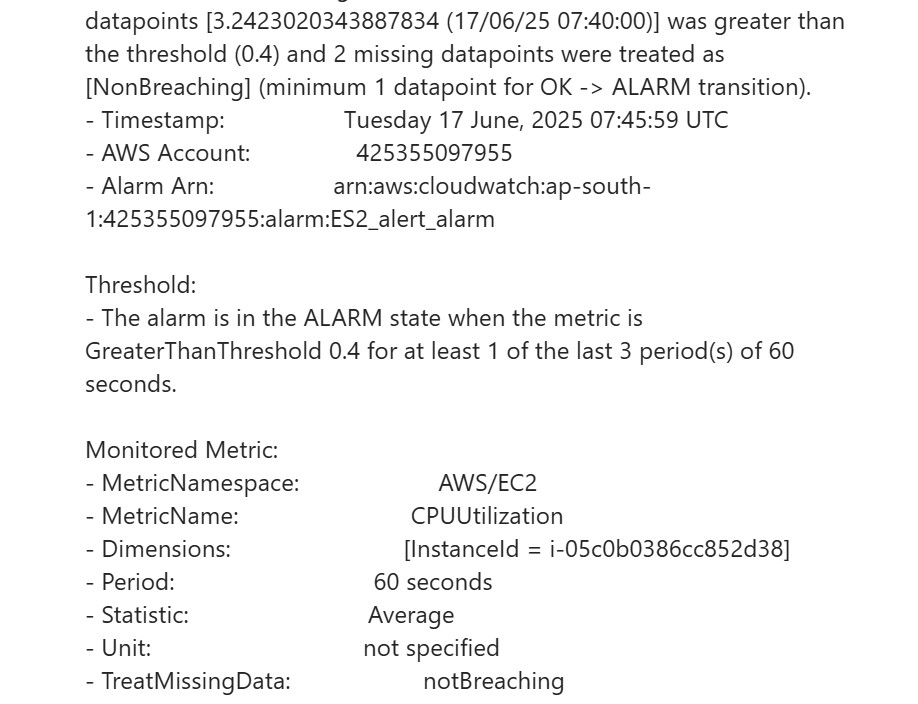 datapoints [3.2423020343887834 (17/06/25 07:40:00)] was greater than
the threshold (0.4) and 2 missing datapoints were treated as
[NonBreaching] (minimum 1 datapoint for OK -> ALARM transition).
- Timestamp: Tuesday 17 June, 2025 07:45:59 UTC
- AWS Account: 425355097955
- Alarm Arn: arn:aws:cloudwatch:ap-south-
1:425355097955:alarm:ES2_alert_alarm
Threshold:
- The alarm is in the ALARM state when the metric is
GreaterThanThreshold 0.4 for at least 1 of the last 3 period(s) of 60
seconds.
Monitored Metric:
- MetricNamespace: AWS/EC2
- MetricName: CPUUtilization
- Dimensions: [InstanceId = i-05c0b0386cc852d38]
- Period: 60 seconds
- Statistic: Average
- Unit: not specified
- TreatMissingData: notBreaching